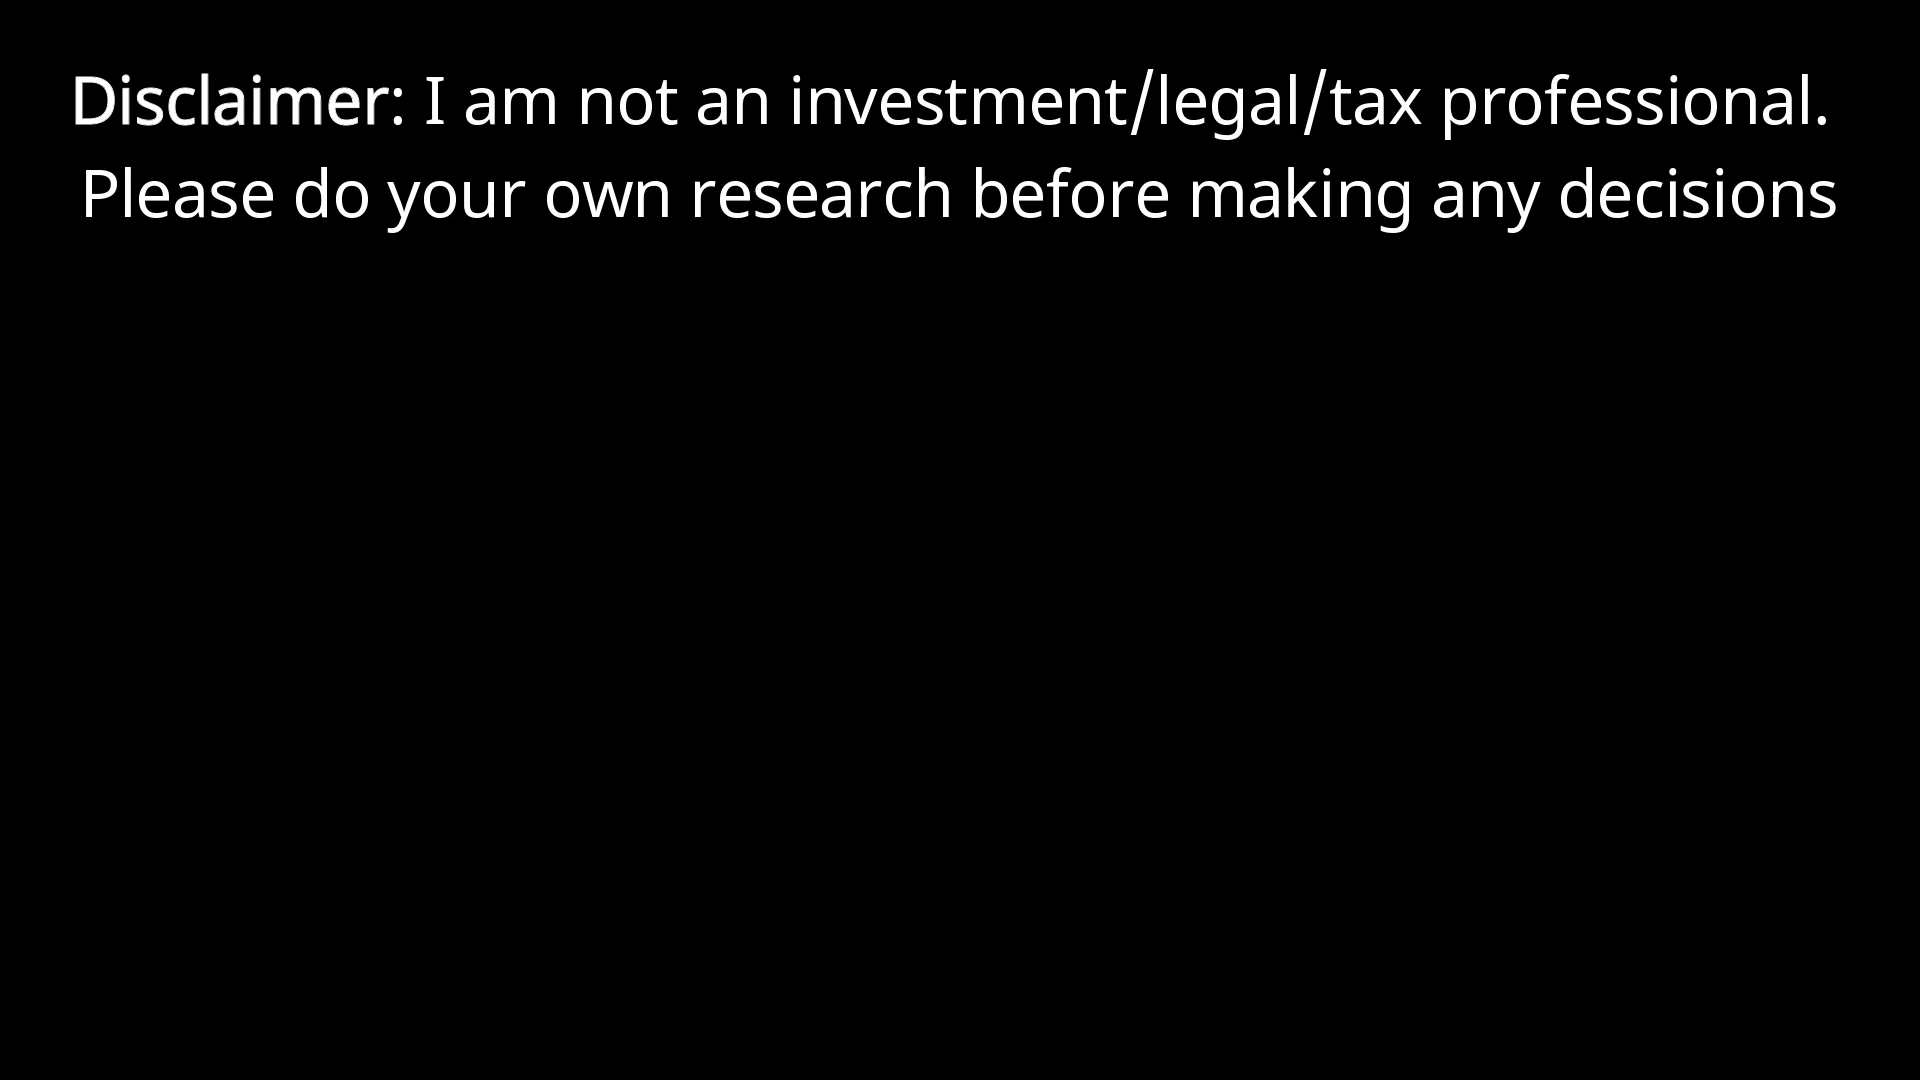 Disclaimer: I am not an investment/legal/tax professional.
Please do your own research before making any decisions